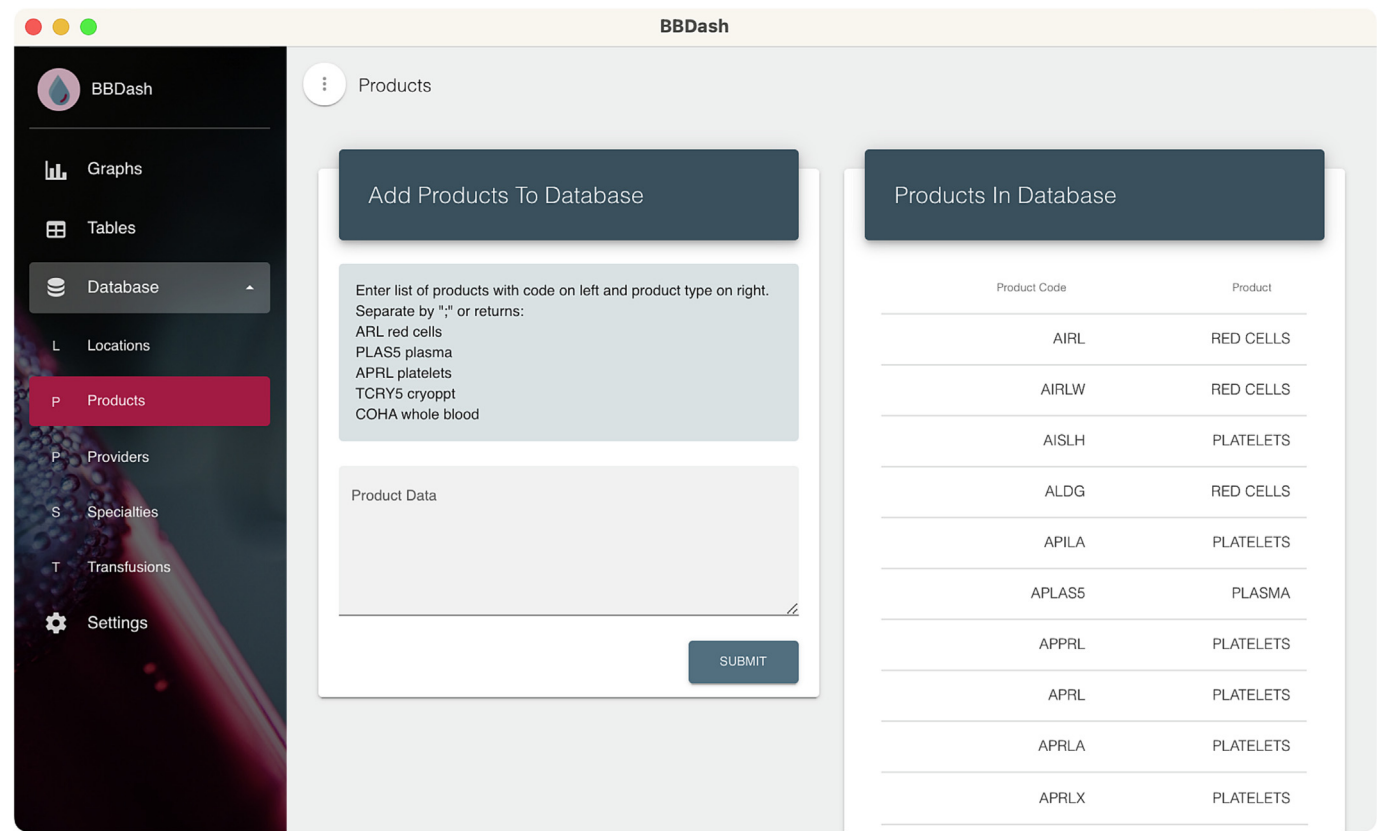 BBDash
BBDash
Graphs
Tables
Database
L Locations
P Products
P Providers
S Specialties
T Transfusions
Settings
Products
Add Products To Database
Enter list of products with code on left and product type on right.
Separate by ";" or returns:
ARL red cells
PLAS5 plasma
APRL platelets
TCRY5 cryoppt
COHA whole blood
Product Data
SUBMIT
Products In Database
Product Code Product
AIRL RED CELLS
AIRLW RED CELLS
AISLH PLATELETS
ALDG RED CELLS
APILA PLATELETS
APLAS5 PLASMA
APPRL PLATELETS
APRL PLATELETS
APRLA PLATELETS
APRLX PLATELETS